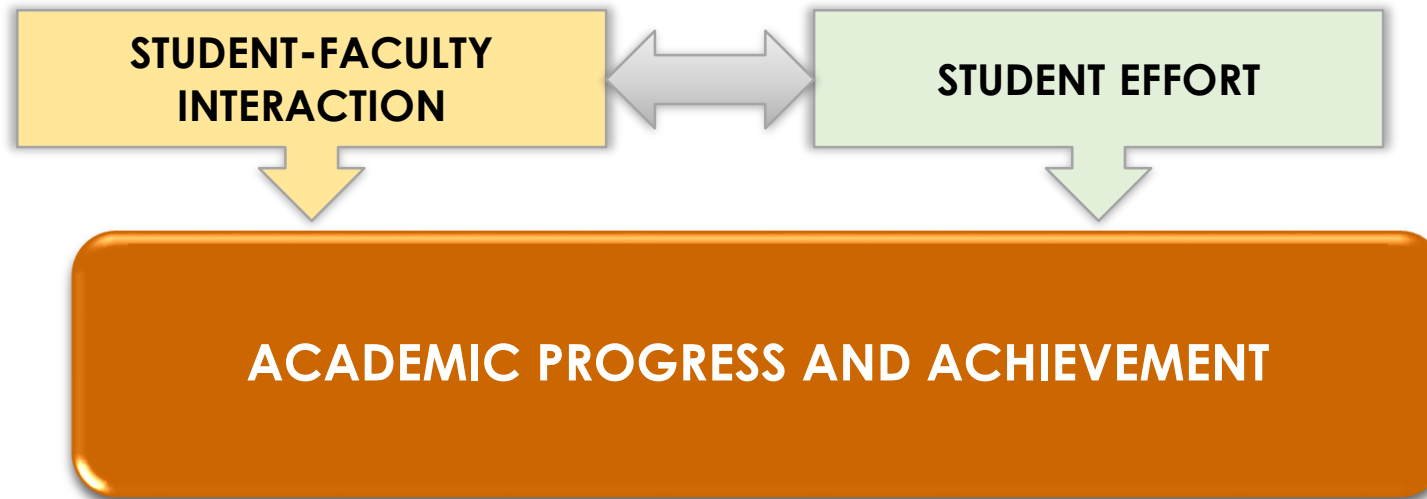 STUDENT-FACULTY
INTERACTION
STUDENT EFFORT
ACADEMIC PROGRESS AND ACHIEVEMENT